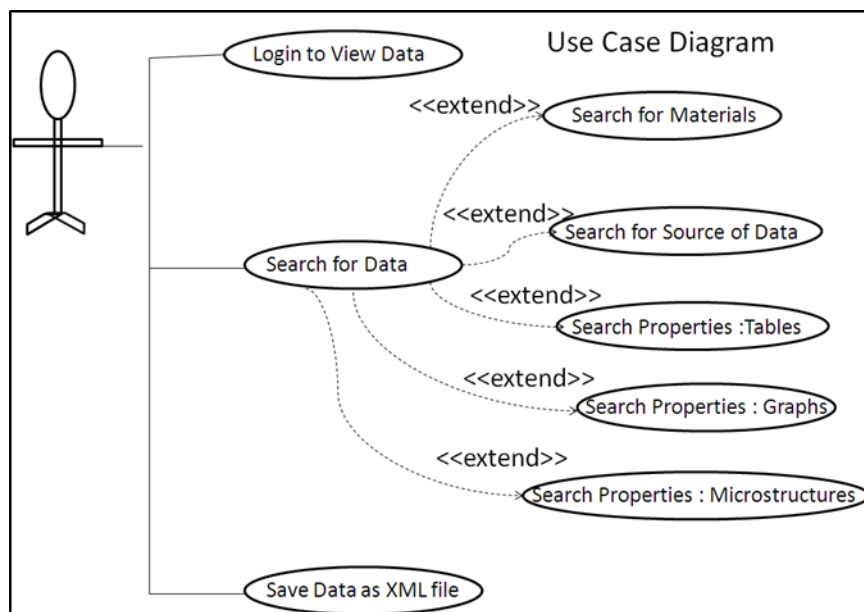 Use Case Diagram
Login to View Data
<<extend>>
Search for Materials
<<extend>>
Search for Source of Data
Search for Data
<<extend>>
Search Properties :Tables
<<extend>>
Search Properties : Graphs
<<extend>>
Search Properties : Microstructures
Save Data as XML file